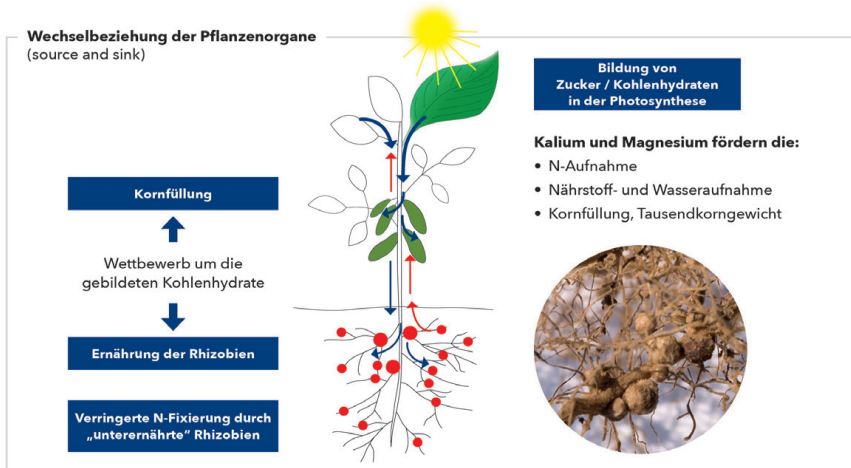 Wechselbeziehung der Pflanzenorgane
(source and sink)
Bildung von
Zucker / Kohlenhydraten
in der Photosynthese
Kalium und Magnesium fördern die:
• N-Aufnahme
• Nährstoff- und Wasseraufnahme
• Kornfüllung, Tausendkorngewicht
Kornfüllung
Wettbewerb um die
gebildeten Kohlenhydrate
Ernährung der Rhizobien
Verringerte N-Fixierung durch
„unterernährte" Rhizobien